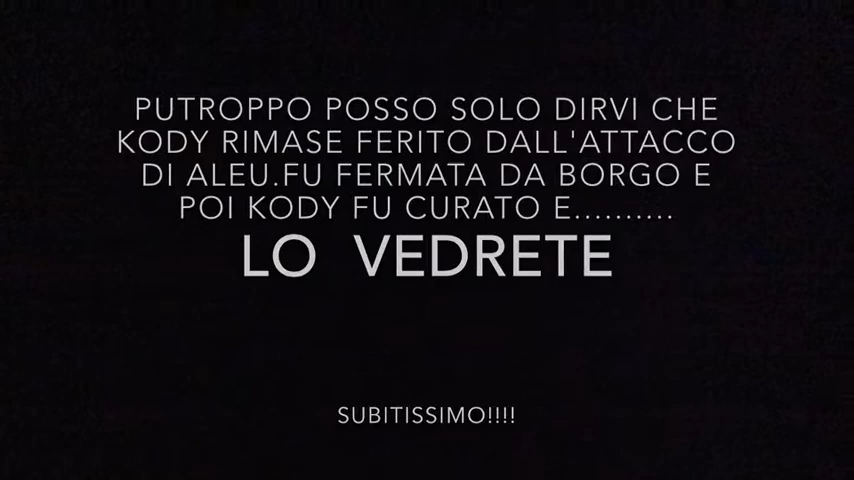 PUTROPPO POSSO SOLO DIRVI CHE
KODY RIMASE FERITO DALL'ATTACCO
DI ALEU.FU FERMATA DA BORGO E
POI KODY FU CURATO E..........
LO VEDRETE
SUBITISSIMO!!!!